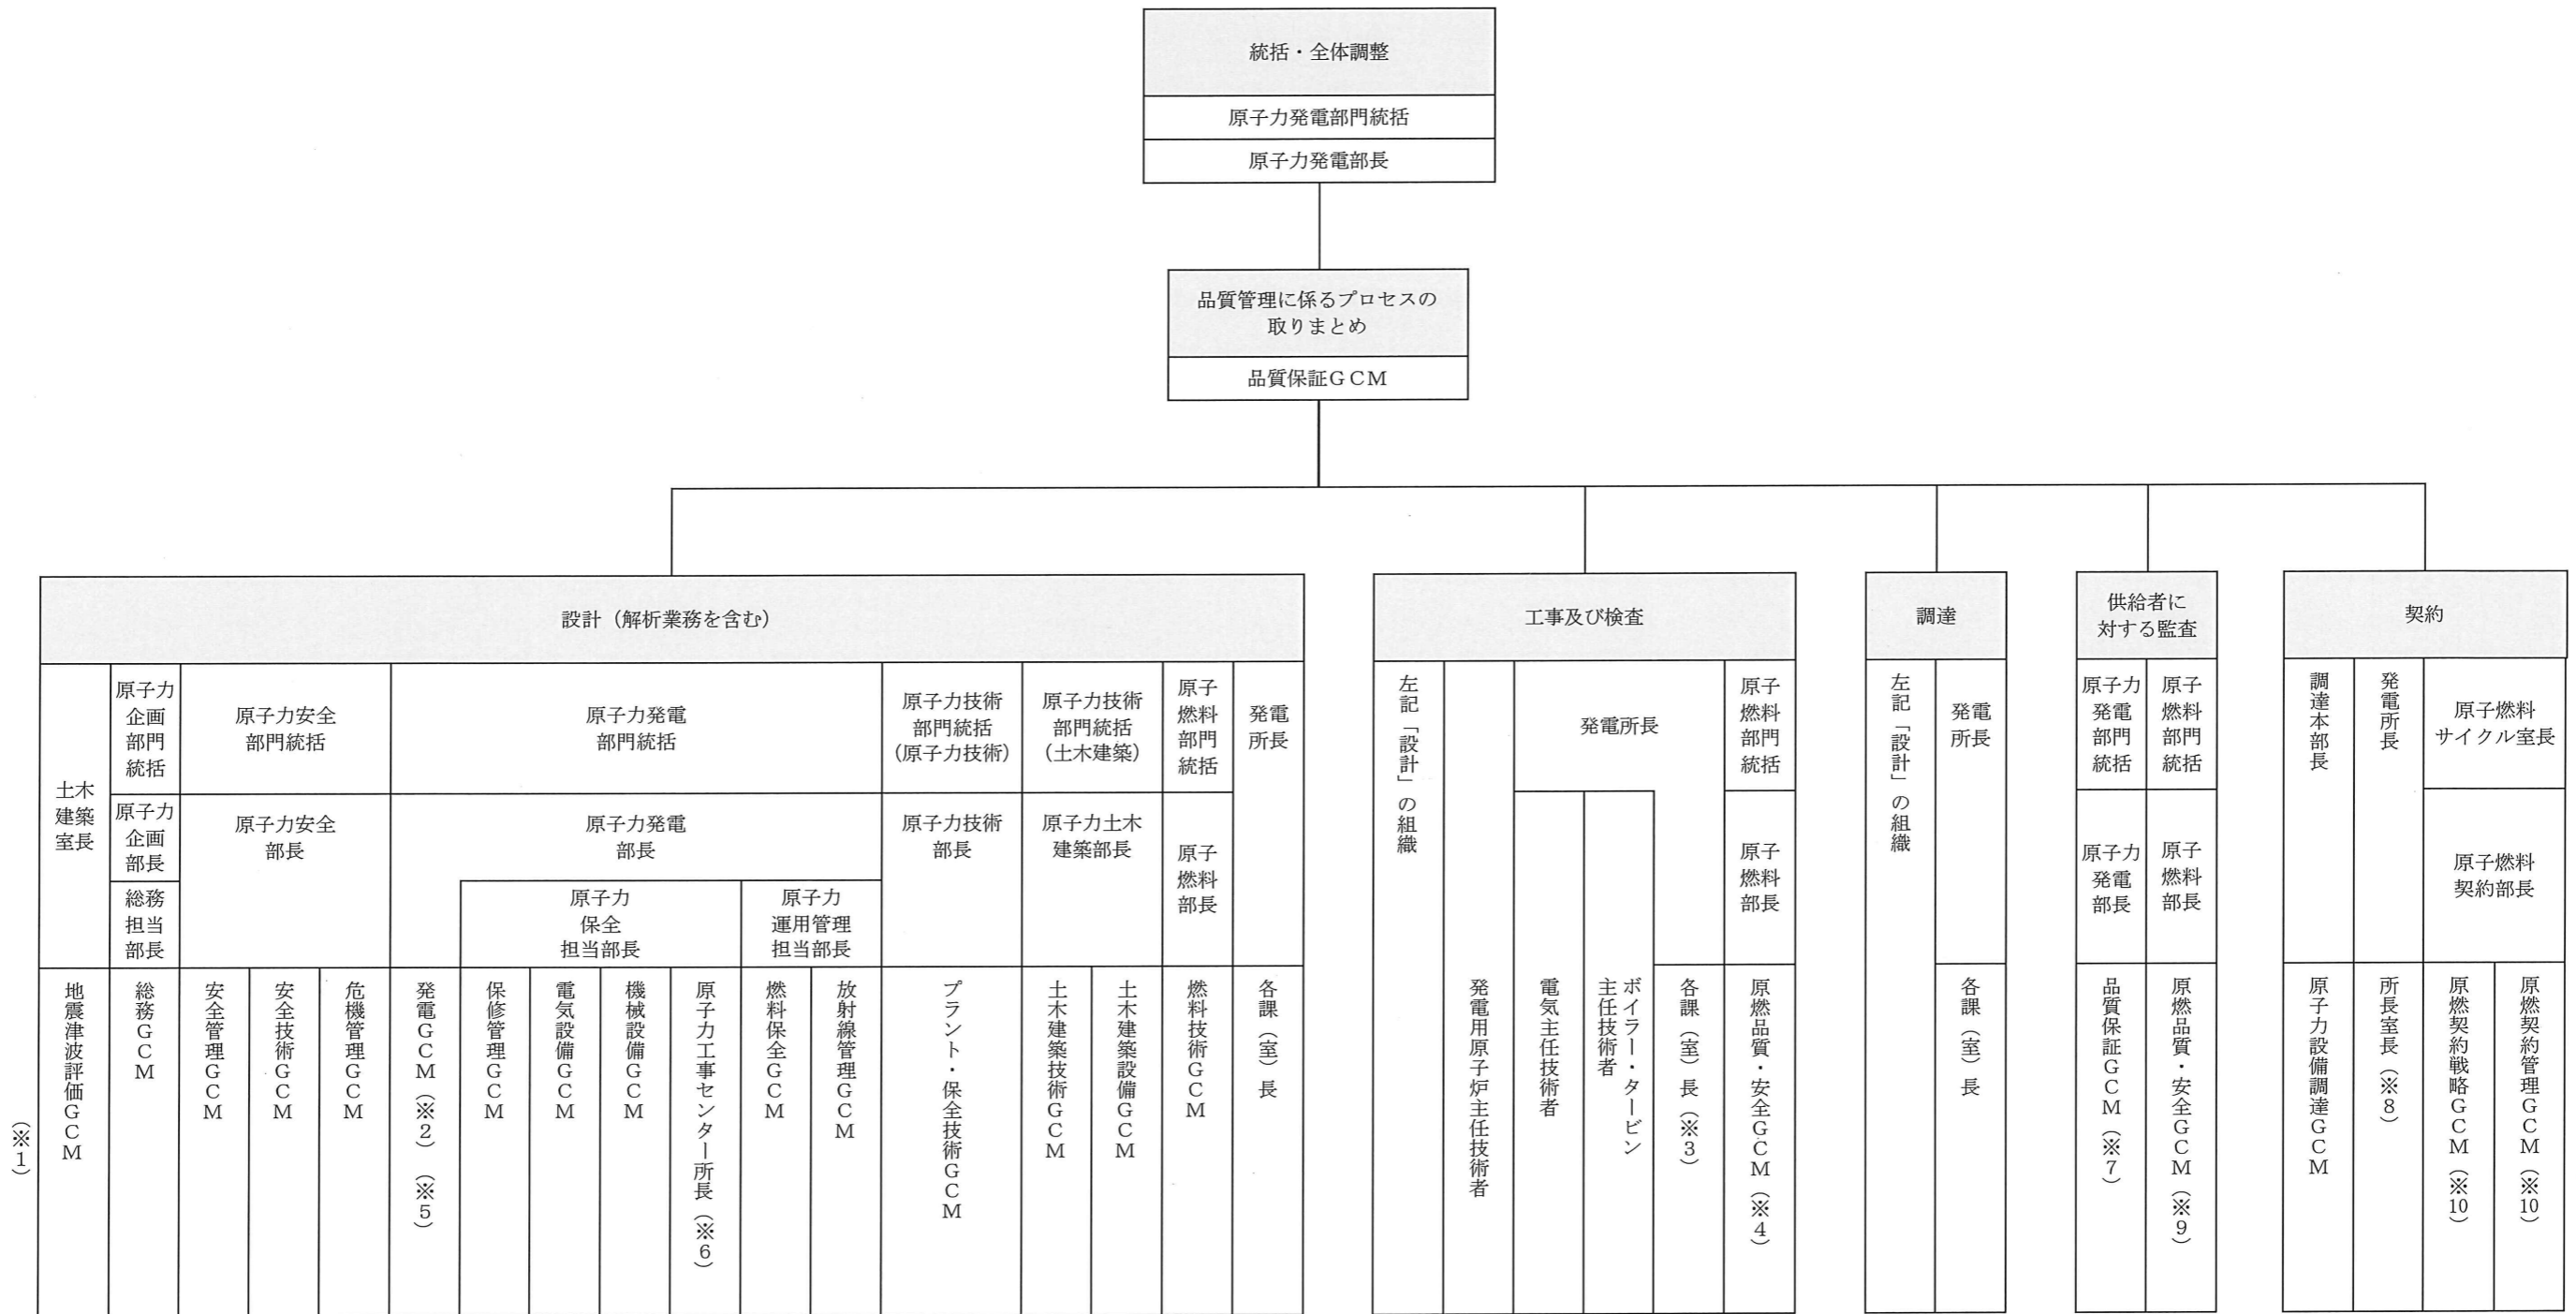 統括・全体調整
原子力発電部門統括
原子力発電部長
品質管理に係るプロセスの
取りまとめ
品質保証GCM
設計（解析業務を含む）
土木
建築
室長
原子力
企画
部門
統括
原子力
企画
部長
総務
担当
部長
原子力安全
部門統括
原子力安全
部長
原子力発電
部門統括
原子力発電
部長
原子力
保全
担当部長
原子力
運用管理
担当部長
原子力技術
部門統括
（原子力技術）
原子力技術
部長
原子力技術
部門統括
（土木建築）
原子力土木
建築部長
原子
燃料
部門
統括
原子
燃料
部長
発電
所長
地震津波評価GCM
（※1）
総務GCM
安全管理GCM
安全技術GCM
危機管理GCM
発電GCM（※2）（※5）
保修管理GCM
電気設備GCM
機械設備GCM
原子力工事センター所長（※6）
燃料保全GCM
放射線管理GCM
プラント・保全技術GCM
土木建築技術GCM
土木建築設備GCM
燃料技術GCM
各課（室）長
工事及び検査
左記「設計」の組織
発電用原子炉主任技術者
発電所長
電気主任技術者
ボイラー・タービン
主任技術者
各課（室）長（※3）
原子
燃料
部門
統括
原子
燃料
部長
原燃品質・安全GCM（※4）
調達
左記「設計」の組織
発電
所長
各課（室）長
供給者に
対する監査
原子力
発電
部門
統括
原子力
発電
部長
品質保証GCM（※7）
原子
燃料
部門
統括
原子
燃料
部長
原燃品質・安全GCM（※9）
契約
調達本部長
原子力設備調達GCM
発電所長
所長室長（※8）
原子燃料
サイクル室長
原子燃料
契約部長
原燃契約戦略GCM（※10）
原燃契約管理GCM（※10）